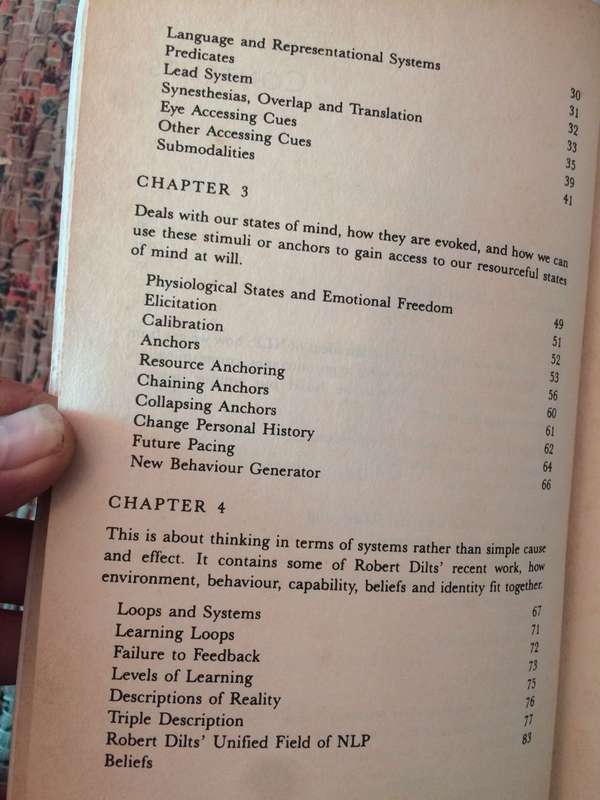 Language and Representational Systems 30
Predicates 31
Lead System 32
Synesthesias, Overlap and Translation 33
Eye Accessing Cues 35
Other Accessing Cues 39
Submodalities 41
CHAPTER 3
Deals with our states of mind, how they are evoked, and how we can
use these stimuli or anchors to gain access to our resourceful states
of mind at will.
Physiological States and Emotional Freedom 49
Elicitation 51
Calibration 52
Anchors 53
Resource Anchoring 56
Chaining Anchors 60
Collapsing Anchors 61
Change Personal History 62
Future Pacing 64
New Behaviour Generator 66
CHAPTER 4
This is about thinking in terms of systems rather than simple cause
and effect. It contains some of Robert Dilts' recent work, how
environment, behaviour, capability, beliefs and identity fit together.
Loops and Systems 67
Learning Loops 71
Failure to Feedback 72
Levels of Learning 73
Descriptions of Reality 75
Triple Description 76
Robert Dilts' Unified Field of NLP 77
Beliefs 83